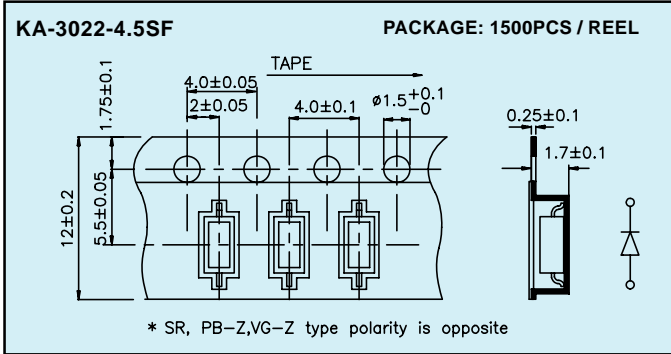 KA-3022-4.5SF
PACKAGE: 1500PCS / REEL
TAPE
4.0±0.05
2±0.05
4.0±0.1
ø1.5+0.1 -0
0.25±0.1
1.7±0.1
1.75±0.1
5.5±0.05
12±0.2
* SR, PB-Z,VG-Z type polarity is opposite